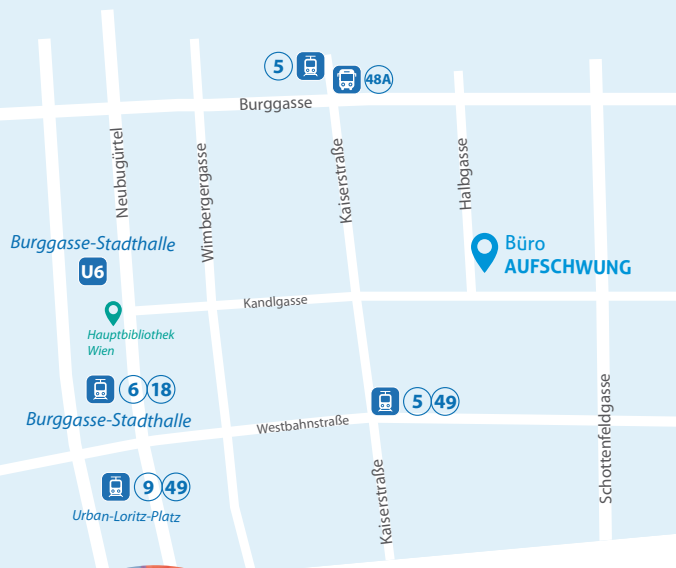 5
48A
Burggasse
Neubugürtel
Wimbergergasse
Kaiserstraße
Halbgasse
Burggasse-Stadthalle
U6
Büro
AUFSCHWUNG
Kandlgasse
Hauptbibliothek
Wien
6 18
Burggasse-Stadthalle
5 49
Westbahnstraße
Schottenfeldgasse
Kaiserstraße
9 49
Urban-Loritz-Platz